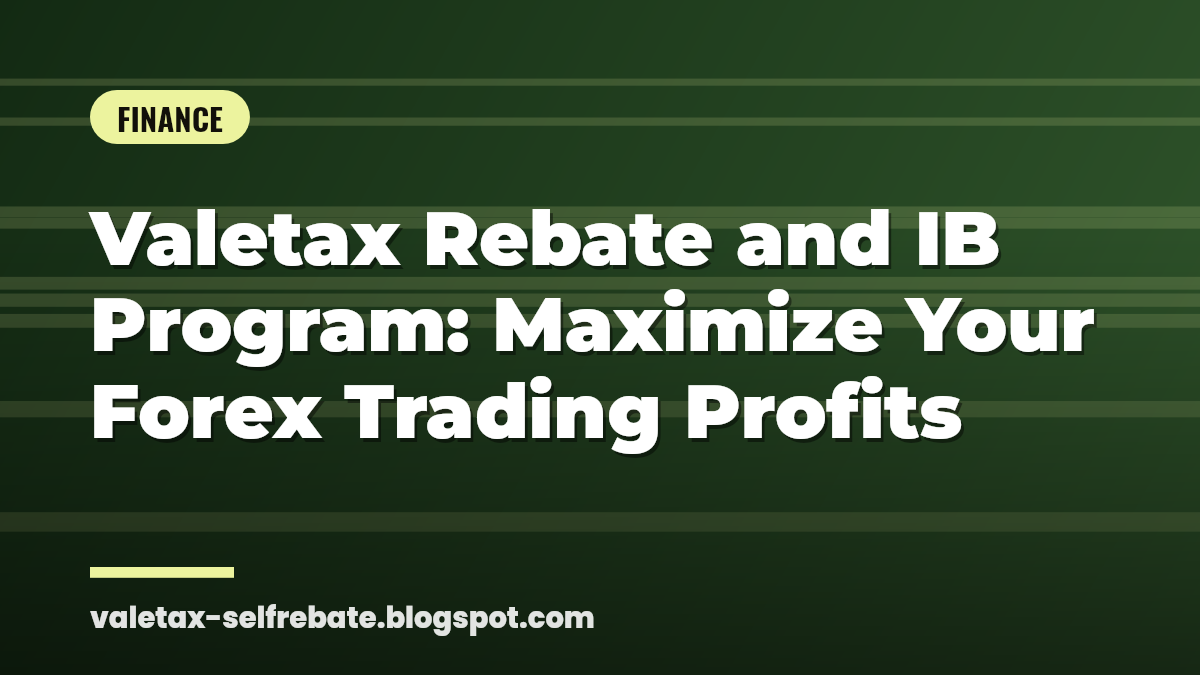 FINANCE
Valetax Rebate and IB
Program: Maximize Your
Forex Trading Profits
valetax-selfrebate.blogspot.com